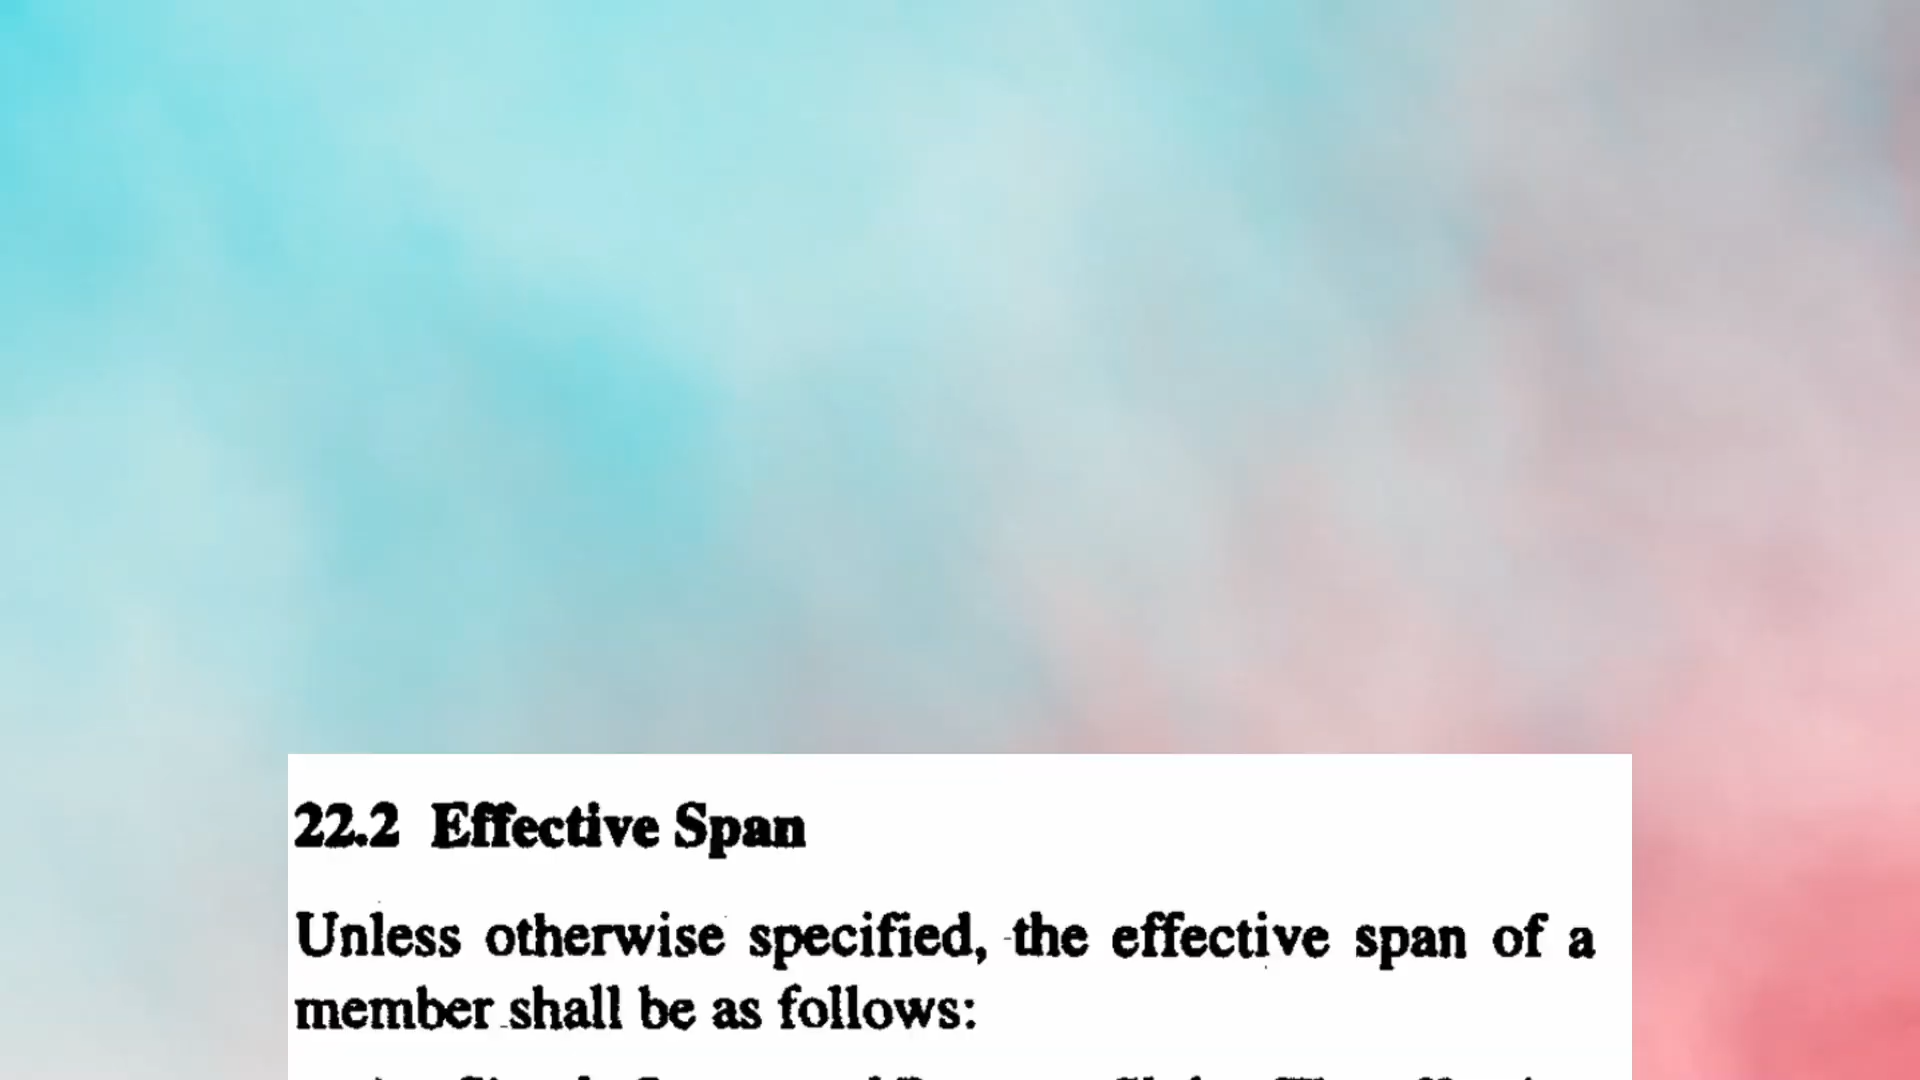 22.2 Effective Span
Unless otherwise specified, the effective span of a
member shall be as follows: